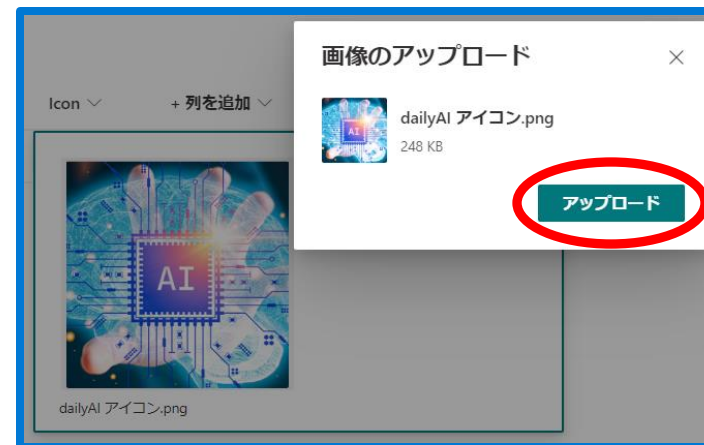 画像のアップロード
Icon
+ 列を追加
dailyAI アイコン.png
248 KB
AI
アップロード
AI
dailyAI アイコン.png